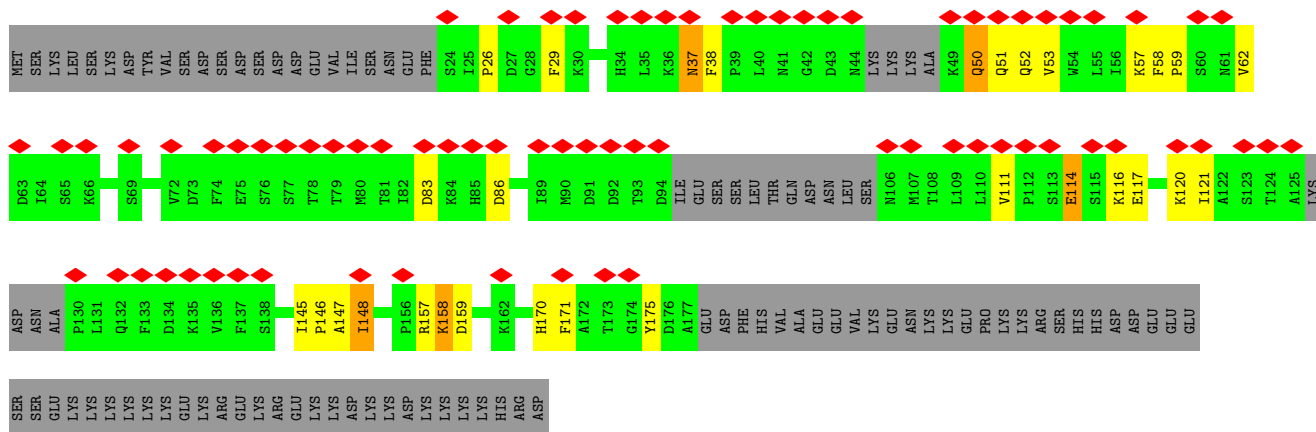 MET SER LYS LEU SER LYS ASP TYR VAL SER ASP SER ASP SER ASP ASP GLU VAL ILE SER ASN GLU PHE S24 I25 P26 D27 G28 F29 K30 H34 L35 K36 N37 F38 P39 L40 N41 G42 D43 N44 LYS LYS LYS ALA K49 Q50 Q51 Q52 V53 W54 L55 I56 K57 F58 P59 S60 N61 V62
D63 I64 S65 K66 S69 V72 D73 F74 E75 S76 S77 T78 T79 M80 T81 I82 D83 K84 H85 D86 I89 M90 D91 D92 T93 D94 ILE GLU SER SER LEU THR GLN ASP ASN LEU SER N106 M107 T108 L109 L110 V111 P112 S113 E114 S115 K116 E117 K120 I121 A122 S123 T124 A125 LYS
ASP ASN ALA P130 L131 Q132 F133 D134 K135 V136 F137 S138 I145 P146 A147 I148 P156 R157 K158 D159 K162 H170 F171 A172 T173 G174 Y175 D176 A177 GLU ASP PHE HIS VAL ALA GLU GLU VAL LYS GLU ASN LYS LYS GLU PRO LYS LYS ARG SER HIS HIS ASP ASP GLU GLU GLU
SER SER GLU LYS LYS LYS LYS LYS GLU LYS ARG GLU LYS ARG GLU LYS LYS ASP LYS LYS ASP LYS LYS LYS LYS HIS ARG ASP